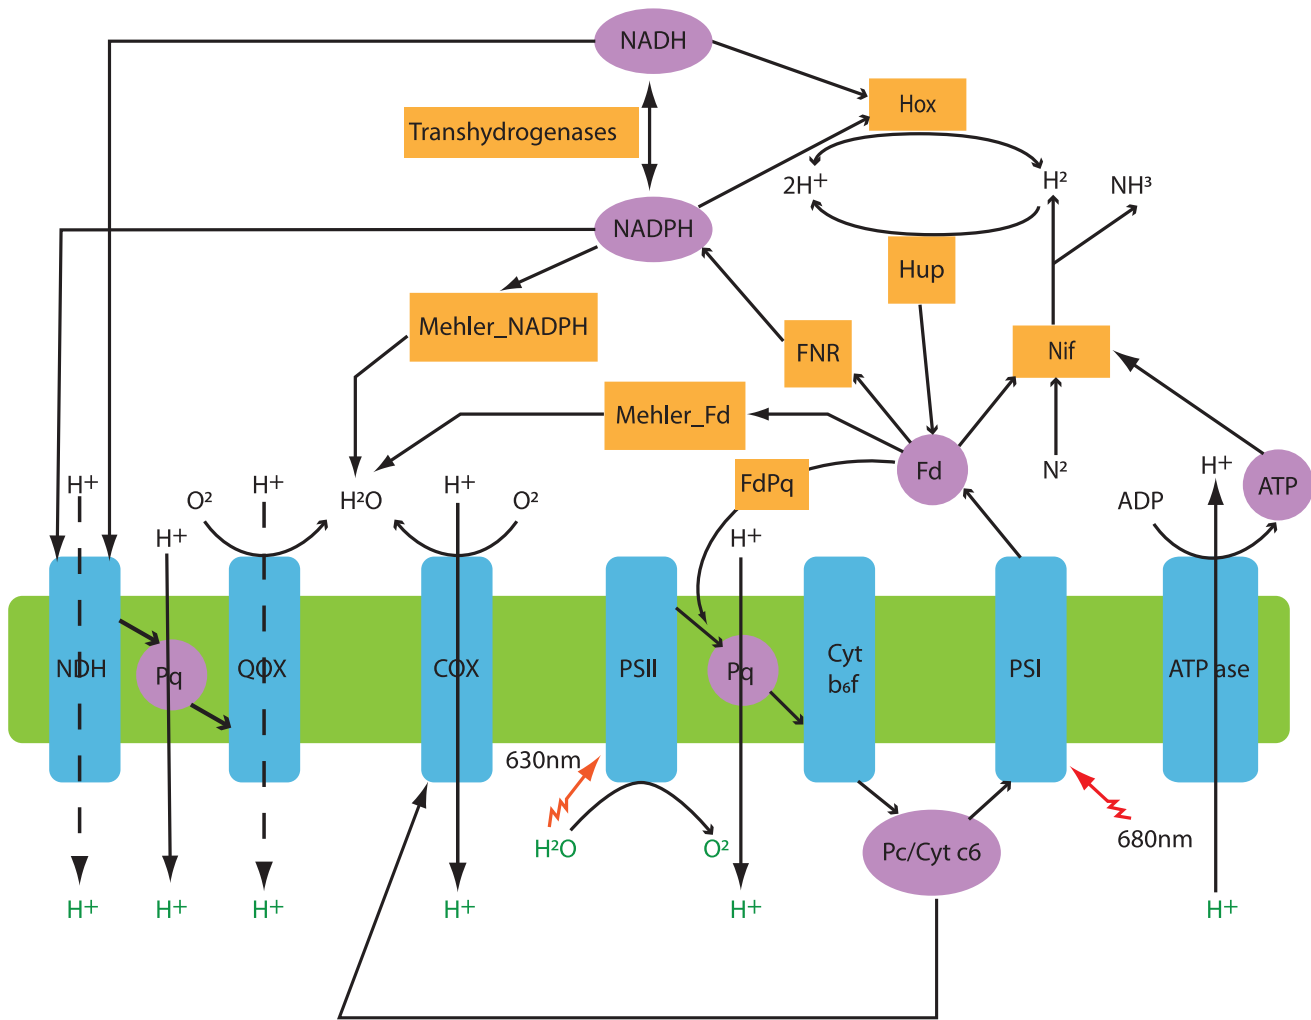 NADH
Hox
Transhydrogenases
2H⁺
H²
NH³
NADPH
Hup
Mehler_NADPH
FNR
Nif
Mehler_Fd
Fd
N²
H⁺
ATP
FdPq
H⁺
O²
H⁺
H²O
H⁺
O²
ADP
H⁺
H⁺
NDH
Pq
QOX
COX
PSII
Pq
Cyt
b₆f
PSI
ATP ase
630nm
680nm
H²O
O²
Pc/Cyt c6
H⁺
H⁺
H⁺
H⁺
H⁺
H⁺